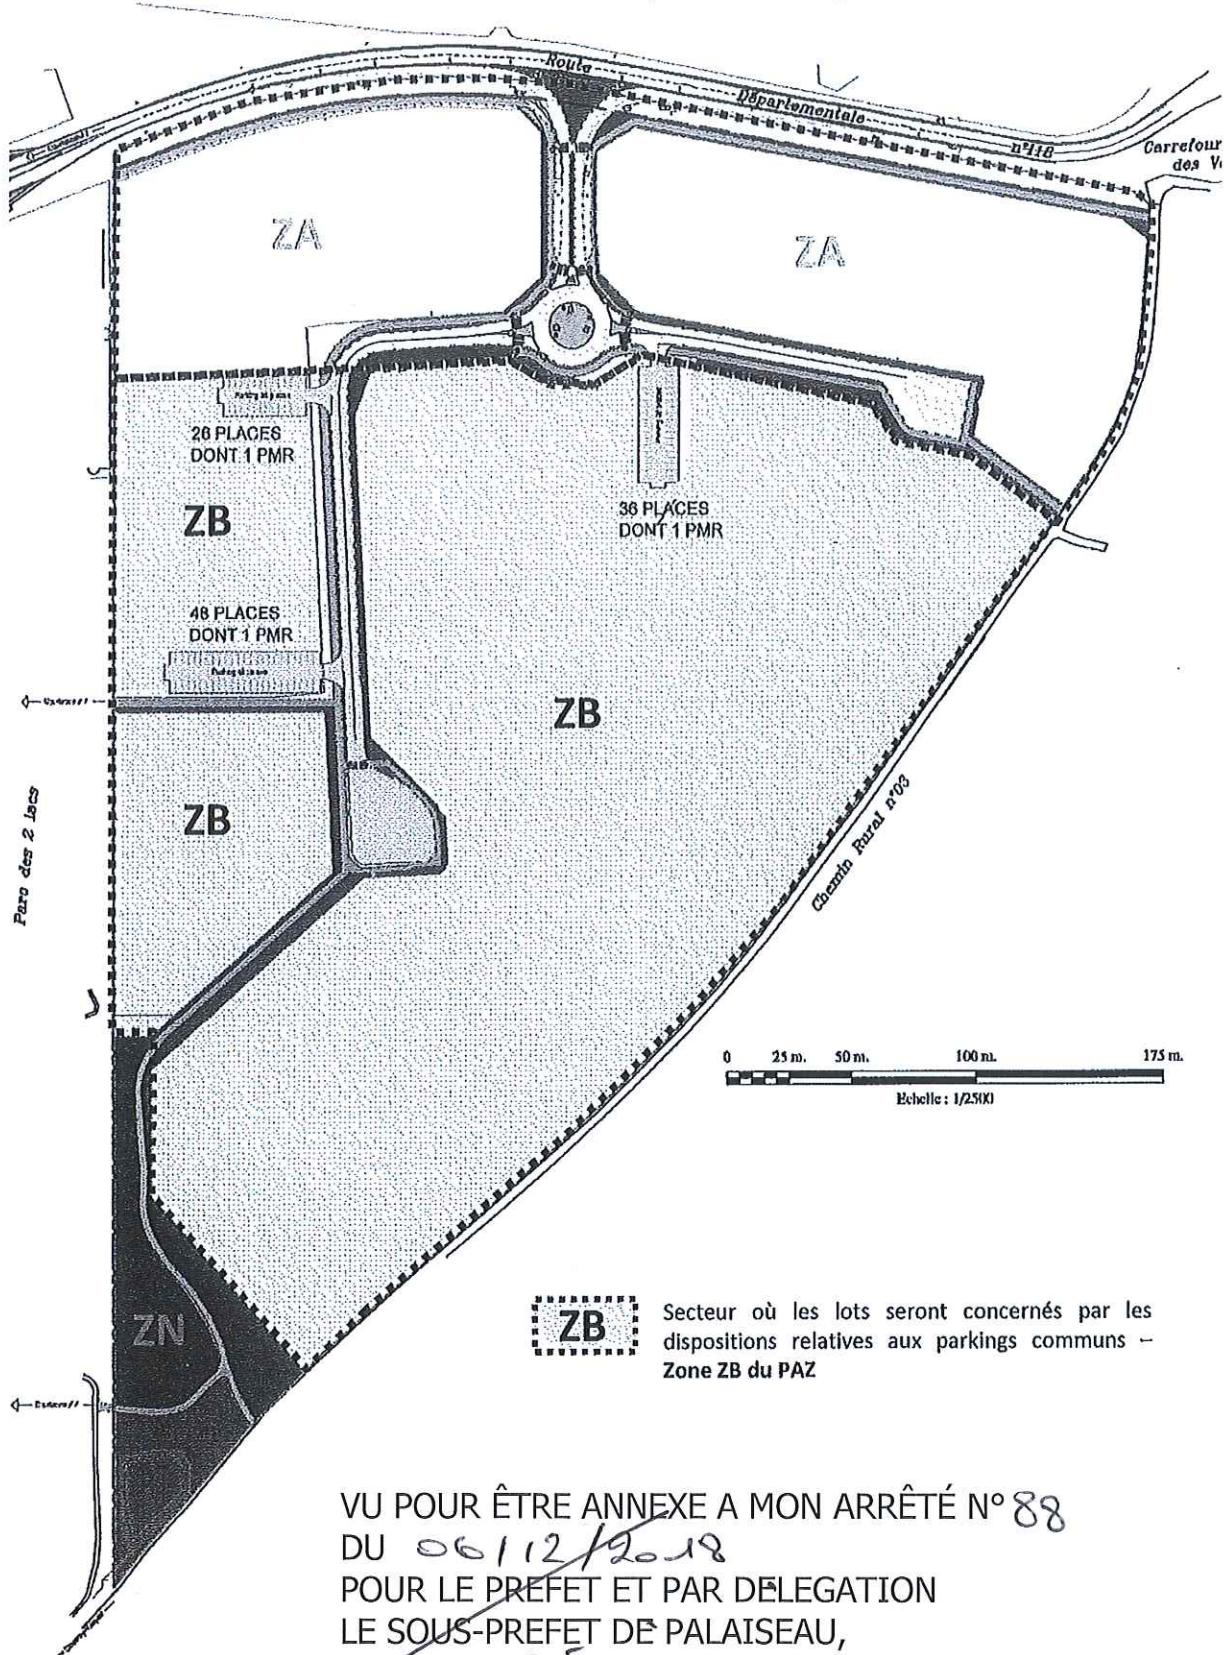 Route
Départementale
n°118
Carrefour
des V
ZA
ZA
26 PLACES
DONT 1 PMR
36 PLACES
DONT 1 PMR
ZB
48 PLACES
DONT 1 PMR
ZB
ZB
Parc des 2 lacs
Chemin Rural n°03
0 25 m. 50 m. 100 m. 175 m.
Echelle : 1/2500
ZN
ZB
Secteur où les lots seront concernés par les
dispositions relatives aux parkings communs –
Zone ZB du PAZ
VU POUR ÊTRE ANNEXE A MON ARRÊTÉ N° 88
DU 06/12/2018
POUR LE PREFET ET PAR DELEGATION
LE SOUS-PREFET DE PALAISEAU,